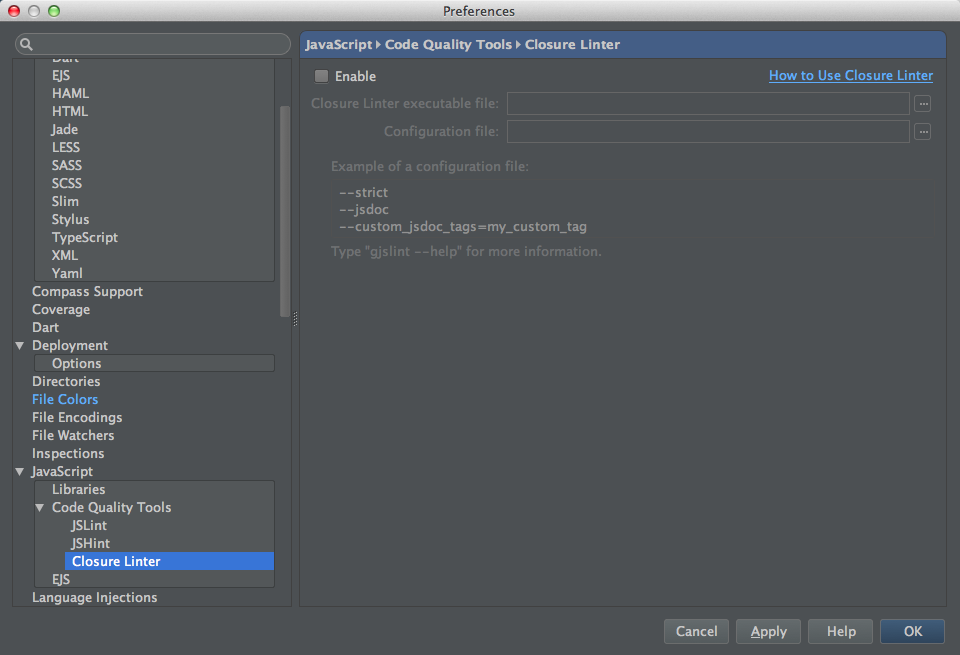 Preferences
Dart
EJS
HAML
HTML
Jade
LESS
SASS
SCSS
Slim
Stylus
TypeScript
XML
Yaml
Compass Support
Coverage
Dart
Deployment
Options
Directories
File Colors
File Encodings
File Watchers
Inspections
JavaScript
Libraries
Code Quality Tools
JSLint
JSHint
Closure Linter
EJS
Language Injections
JavaScript ▸ Code Quality Tools ▸ Closure Linter
Enable How to Use Closure Linter
Closure Linter executable file: ...
Configuration file: ...
Example of a configuration file:
--strict
--jsdoc
--custom_jsdoc_tags=my_custom_tag
Type "gjslint --help" for more information.
Cancel Apply Help OK